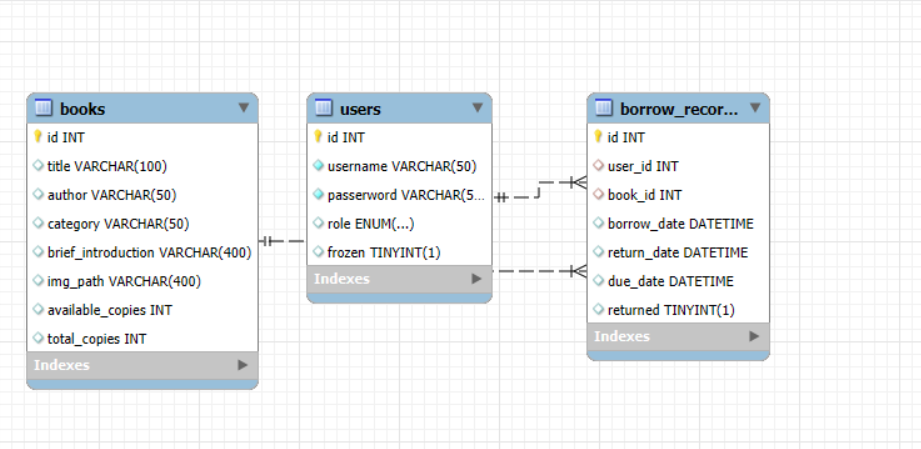 books
id INT
title VARCHAR(100)
author VARCHAR(50)
category VARCHAR(50)
brief_introduction VARCHAR(400)
img_path VARCHAR(400)
available_copies INT
total_copies INT
Indexes
users
id INT
username VARCHAR(50)
passerword VARCHAR(5...
role ENUM(...)
frozen TINYINT(1)
Indexes
borrow_recor...
id INT
user_id INT
book_id INT
borrow_date DATETIME
return_date DATETIME
due_date DATETIME
returned TINYINT(1)
Indexes